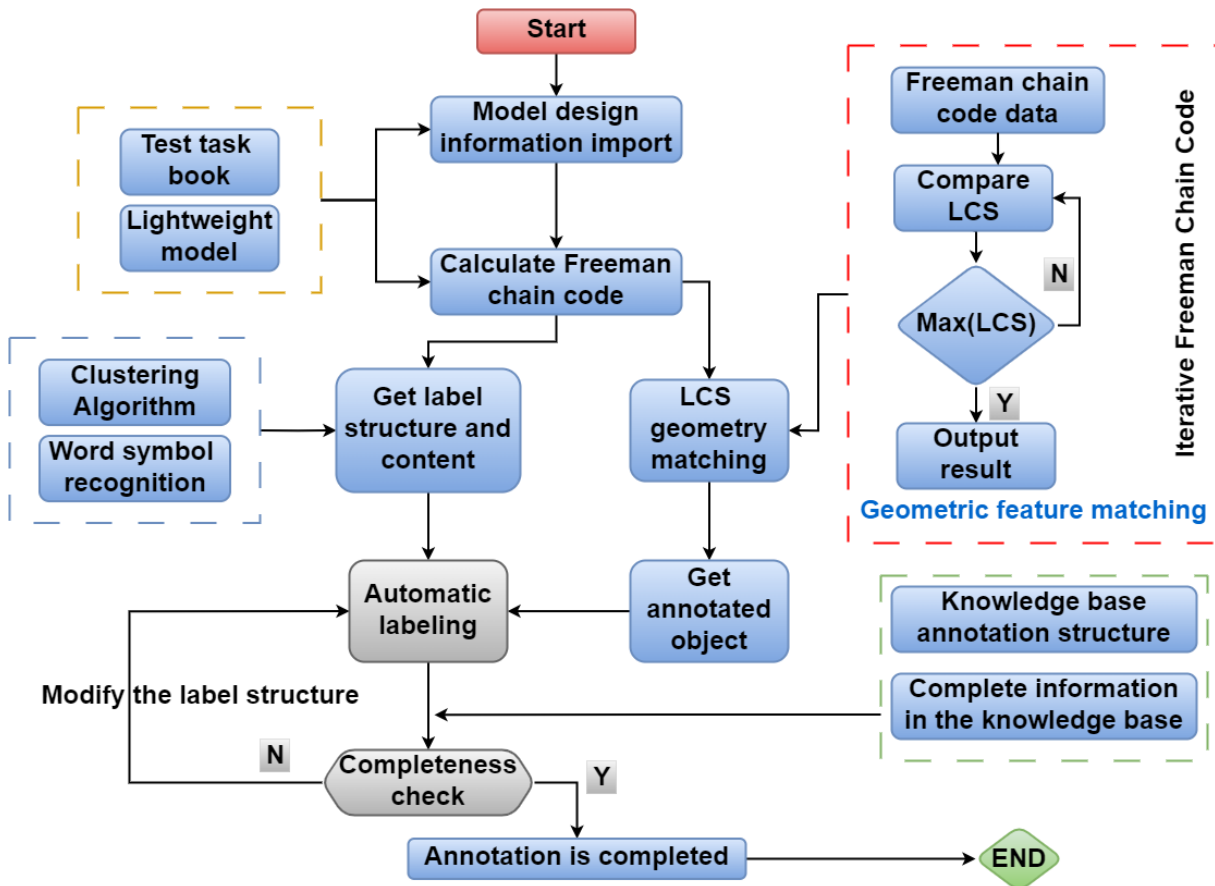 Start
Model design
information import
Test task
book
Lightweight
model
Calculate Freeman
chain code
Freeman chain
code data
Compare
LCS
N
Max(LCS)
Y
Output
result
Geometric feature matching
Iterative Freeman Chain Code
Clustering
Algorithm
Word symbol
recognition
Get label
structure and
content
LCS
geometry
matching
Automatic
labeling
Get
annotated
object
Knowledge base
annotation structure
Complete information
in the knowledge base
Modify the label structure
N
Completeness
check
Y
Annotation is completed
END